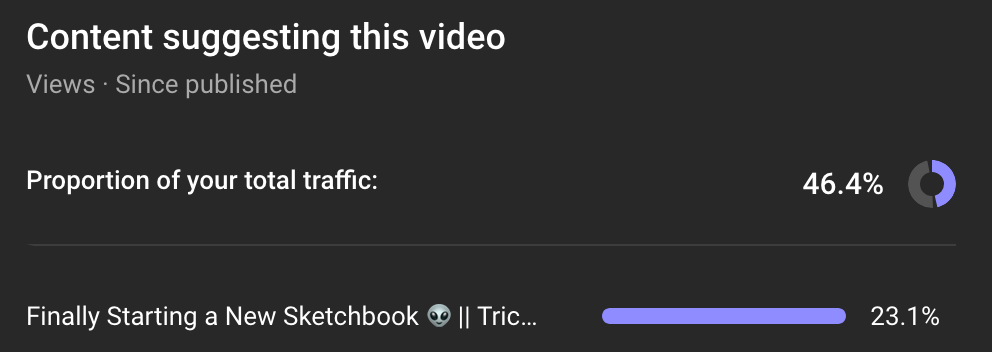 Content suggesting this video
Views · Since published
Proportion of your total traffic:
46.4%
Finally Starting a New Sketchbook 👽 || Tric...
23.1%